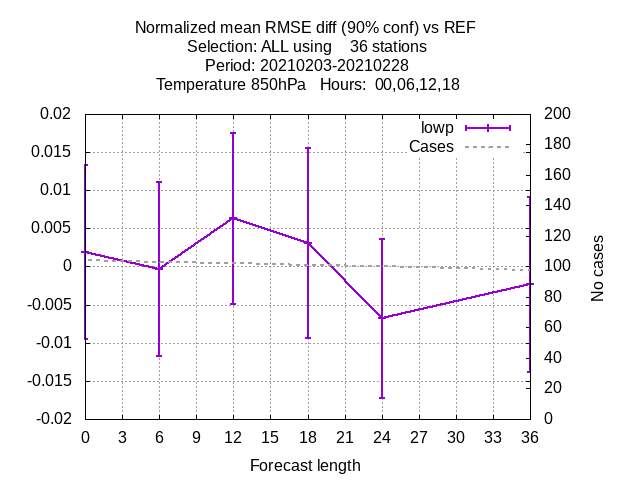 Normalized mean RMSE diff (90% conf) vs REF
Selection: ALL using    36 stations
Period: 20210203-20210228
Temperature 850hPa   Hours:  00,06,12,18
lowp
Cases
0.02
0.015
0.01
0.005
0
-0.005
-0.01
-0.015
-0.02
200
180
160
140
120
100
80
60
40
20
0
No cases
0 3 6 9 12 15 18 21 24 27 30 33 36
Forecast length